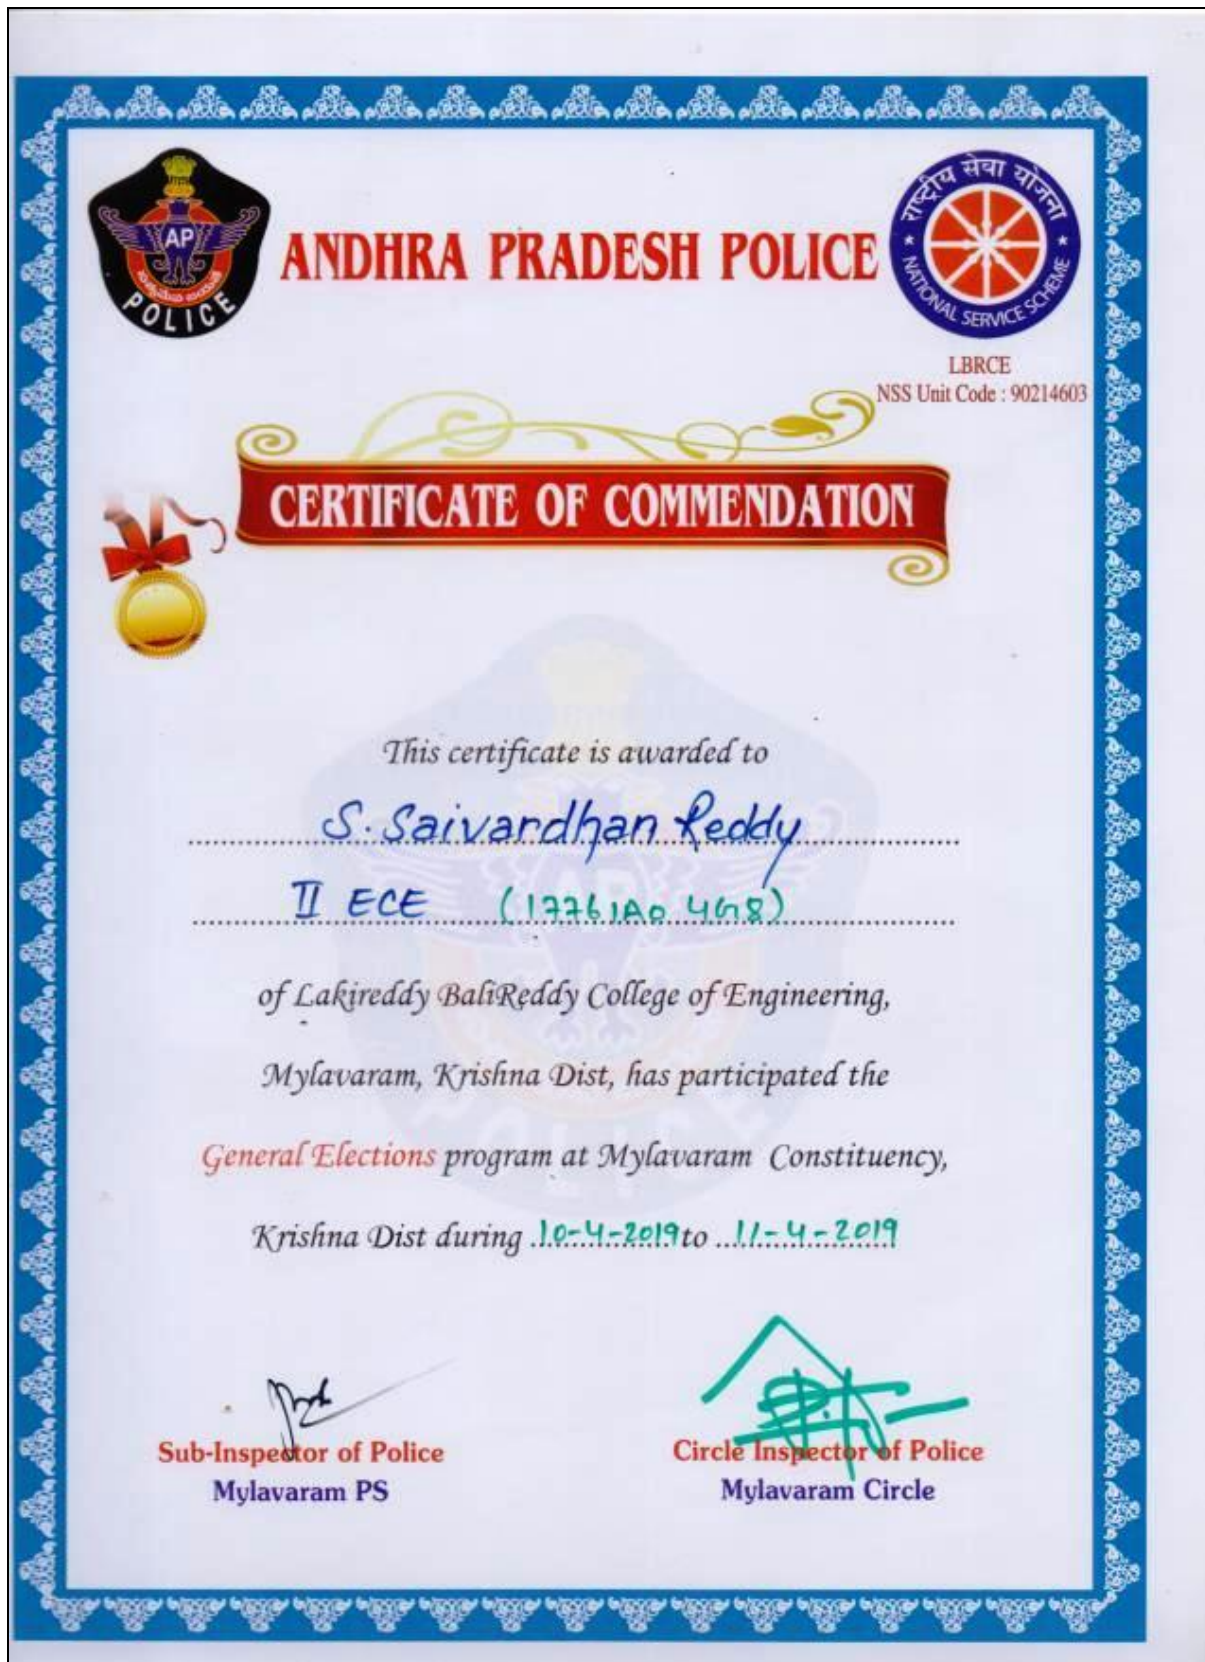 AP
POLICE
ANDHRA PRADESH POLICE
राष्ट्रीय सेवा योजना
NATIONAL SERVICE SCHEME
LBRCE
NSS Unit Code : 90214603
CERTIFICATE OF COMMENDATION
This certificate is awarded to
S. Saivardhan Reddy
II ECE (17761A04G8)
of Lakireddy BaliReddy College of Engineering,
Mylavaram, Krishna Dist, has participated the
General Elections program at Mylavaram Constituency,
Krishna Dist during 10-4-2019 to 11-4-2019
Sub-Inspector of Police
Mylavaram PS
Circle Inspector of Police
Mylavaram Circle